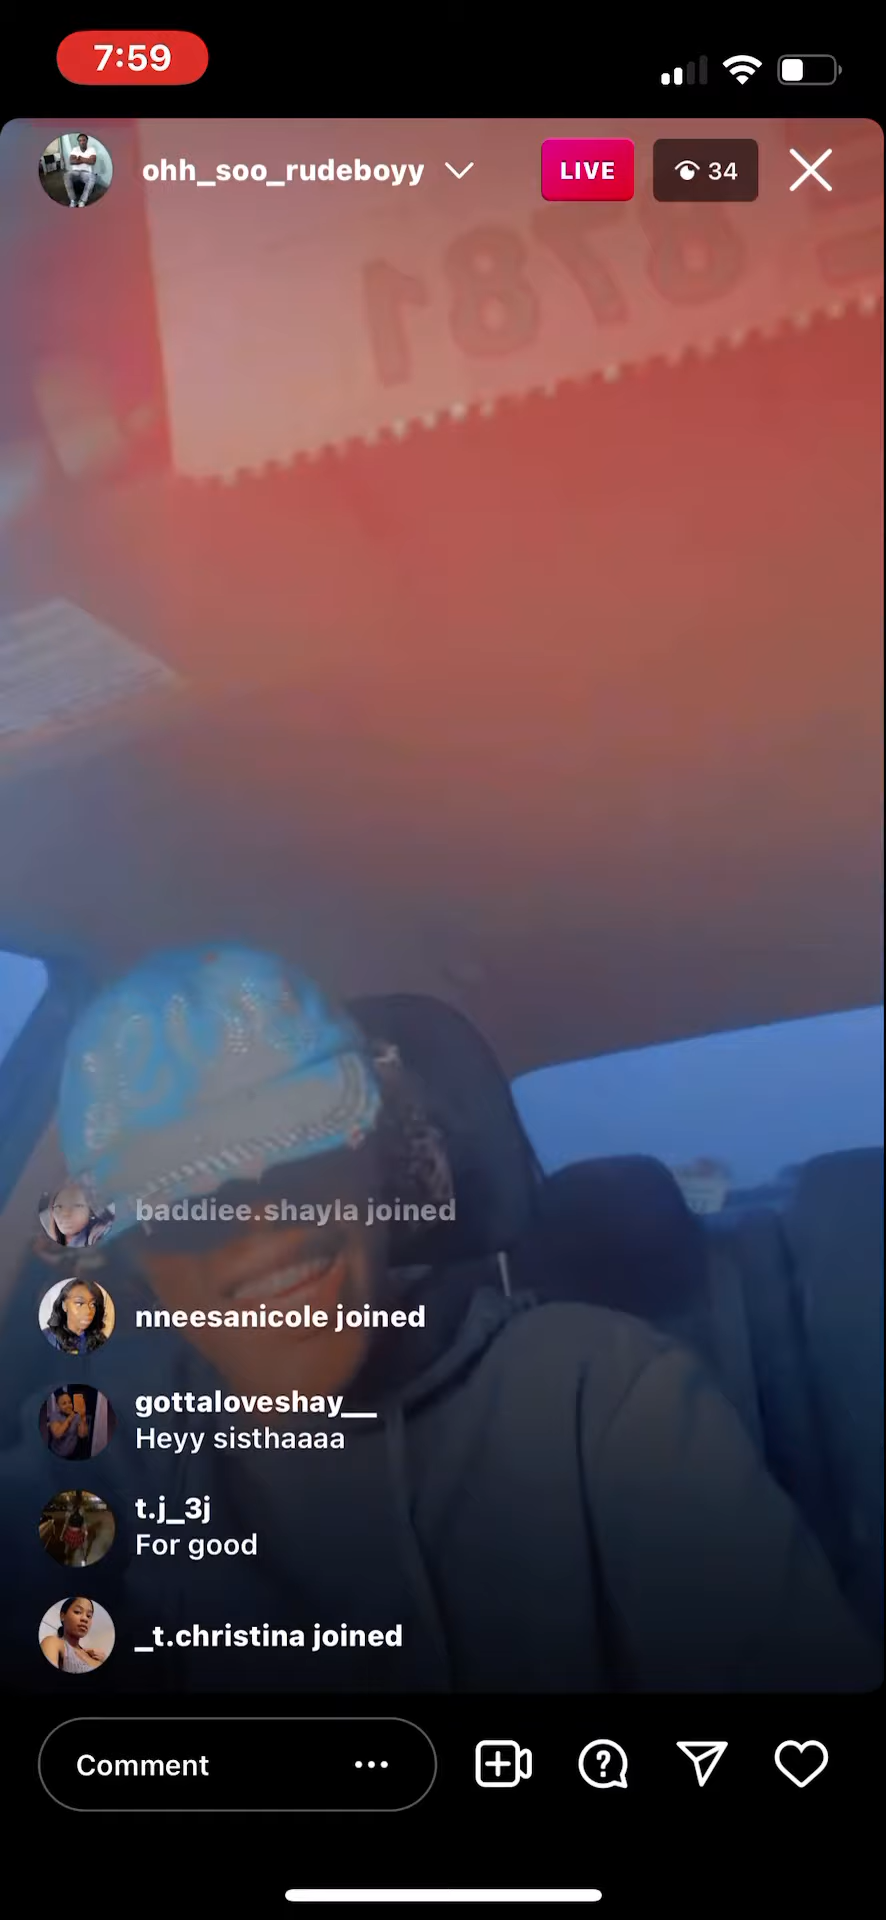 7:59
ohh_soo_rudeboyy
LIVE
34
8781
baddiee.shayla joined
nneesanicole joined
gottaloveshay__
Heyy sisthaaaa
t.j_3j
For good
_t.christina joined
Comment